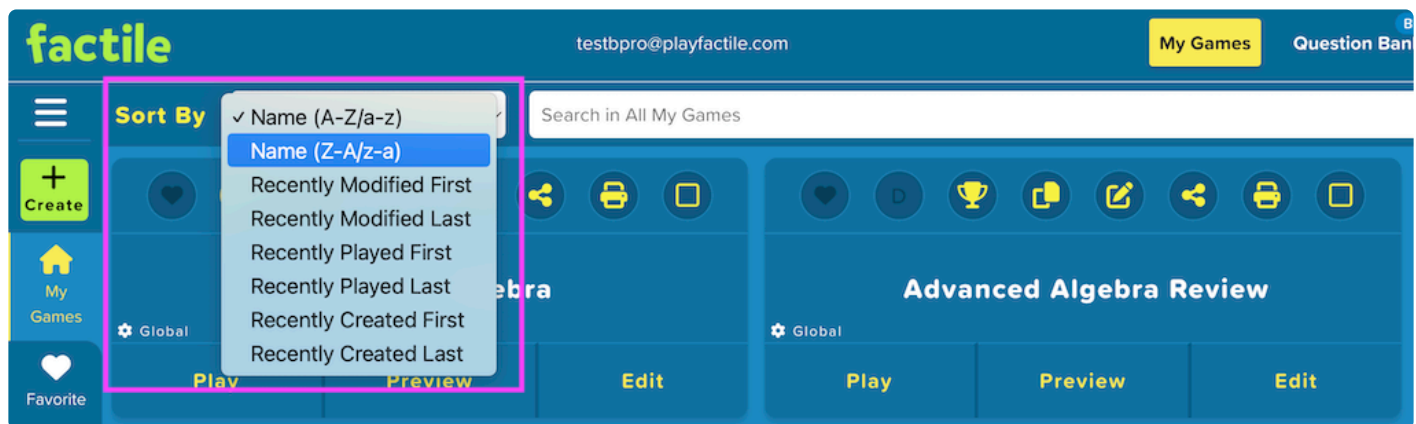 factile
testbpro@playfactile.com
My Games
Question Ban
B
Sort By
✓ Name (A-Z/a-z)
Name (Z-A/z-a)
Recently Modified First
Recently Modified Last
Recently Played First
Recently Played Last
Recently Created First
Recently Created Last
Search in All My Games
+
Create
My
Games
Favorite
ebra
Global
Play
Preview
Edit
D
Advanced Algebra Review
Global
Play
Preview
Edit